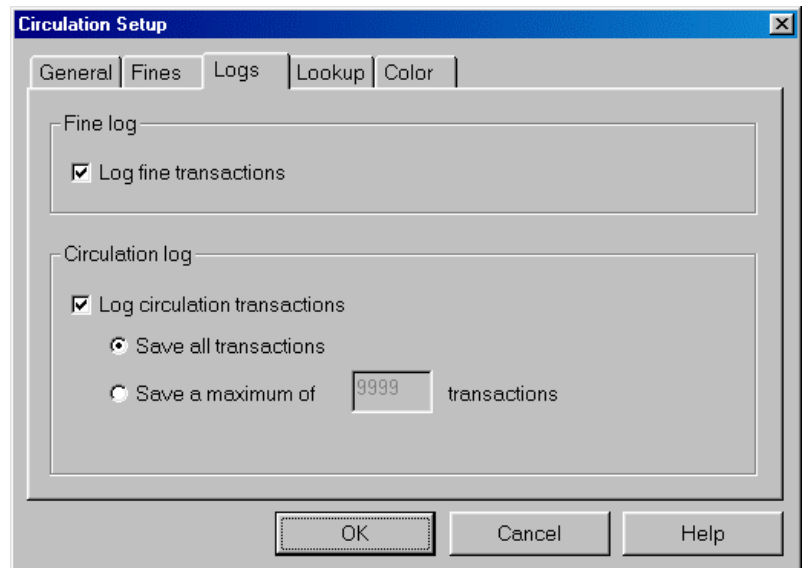 Circulation Setup
General Fines Logs Lookup Color
Fine log
Log fine transactions
Circulation log
Log circulation transactions
Save all transactions
Save a maximum of 9999 transactions
OK Cancel Help